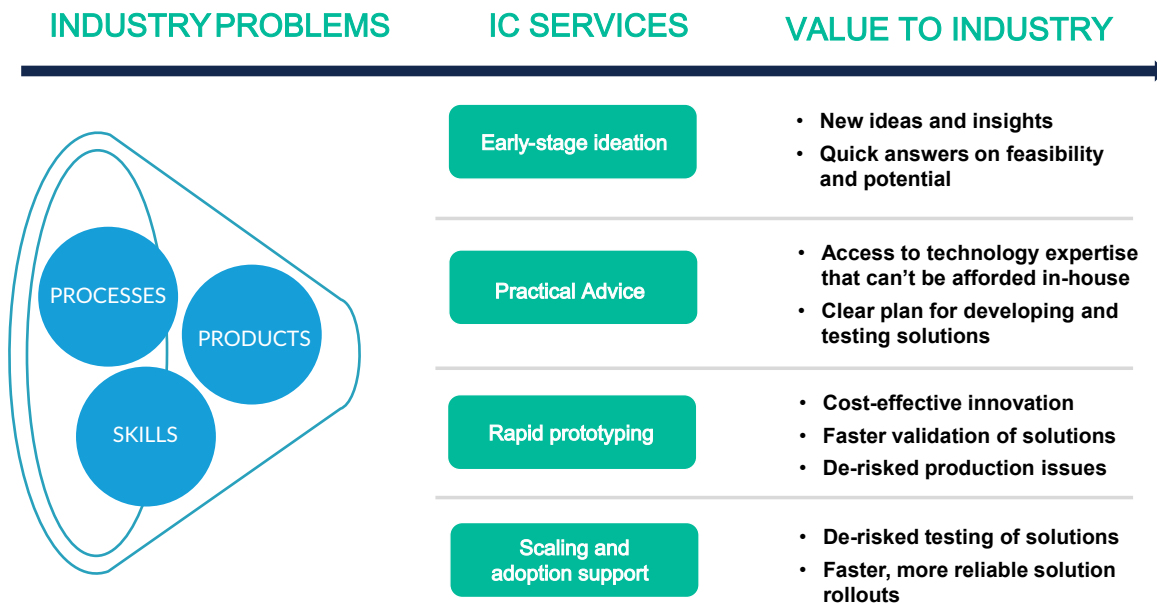 INDUSTRY PROBLEMS
IC SERVICES
VALUE TO INDUSTRY
PROCESSES
PRODUCTS
SKILLS
Early-stage ideation
• New ideas and insights
• Quick answers on feasibility
and potential
Practical Advice
• Access to technology expertise
that can’t be afforded in-house
• Clear plan for developing and
testing solutions
Rapid prototyping
• Cost-effective innovation
• Faster validation of solutions
• De-risked production issues
Scaling and
adoption support
• De-risked testing of solutions
• Faster, more reliable solution
rollouts